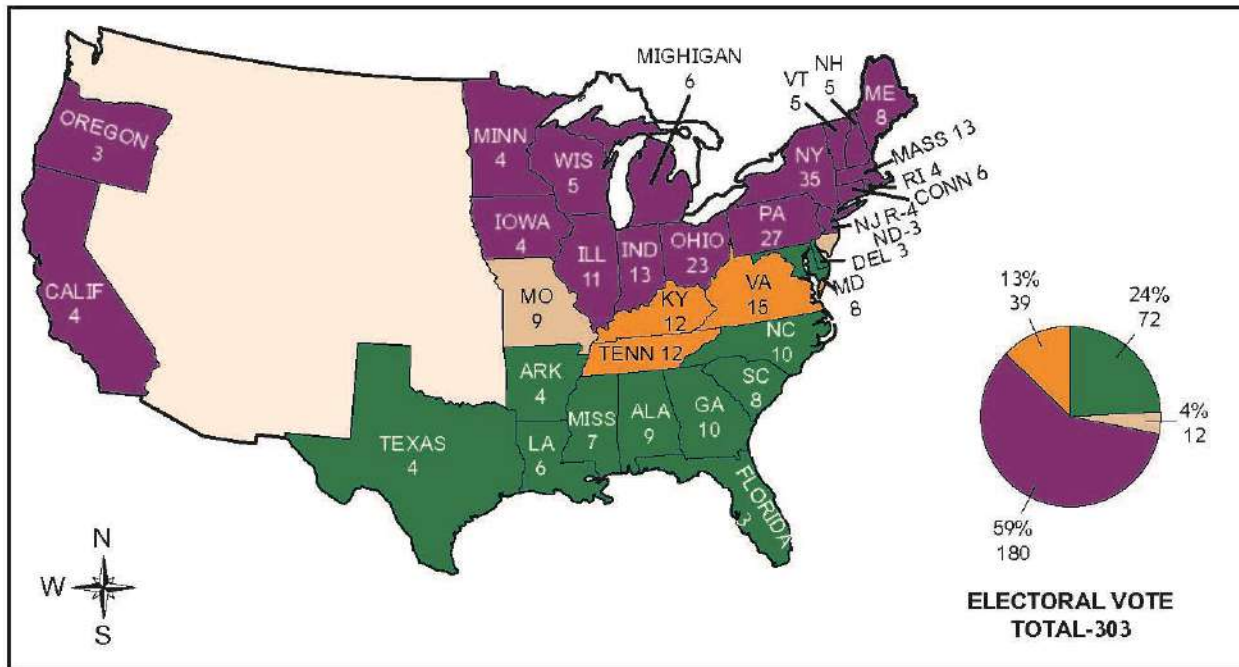 MIGHIGAN
6
VT
5
NH
5
ME
8
OREGON
3
MINN
4
WIS
5
NY
35
MASS 13
RI 4
CONN 6
IOWA
4
PA
27
NJ R-4
ND-3
DEL 3
MD
8
ILL
11
IND
13
OHIO
23
CALIF
4
MO
9
KY
12
VA
15
TENN 12
NC
10
ARK
4
SC
8
TEXAS
4
LA
6
MISS
7
ALA
9
GA
10
FLORIDA
3
13%
39
24%
72
4%
12
59%
180
N
W
S
ELECTORAL VOTE
TOTAL-303